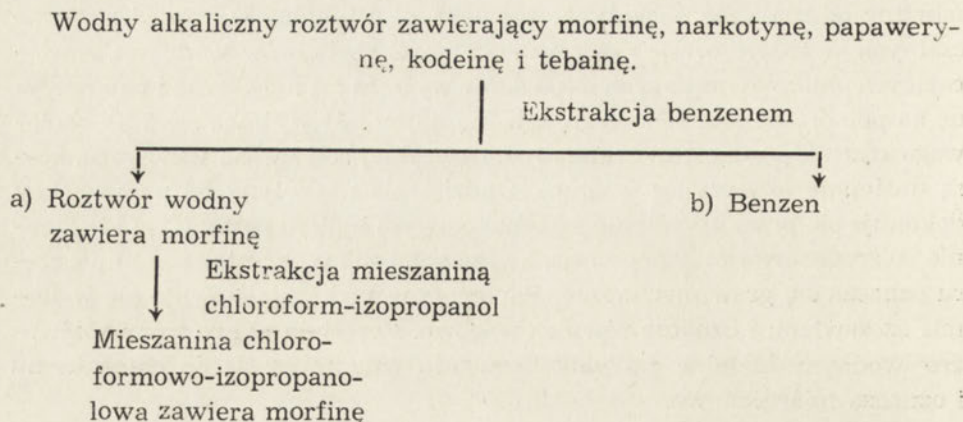 Wodny alkaliczny roztwór zawierający morfinę, narkotynę, papawery-
nę, kodeinę i tebainę.
Ekstrakcja benzenem
a) Roztwór wodny
zawiera morfinę
b) Benzen
Ekstrakcja mieszaniną
chloroform-izopropanol
Mieszanina chloro-
formowo-izopropano-
lowa zawiera morfinę